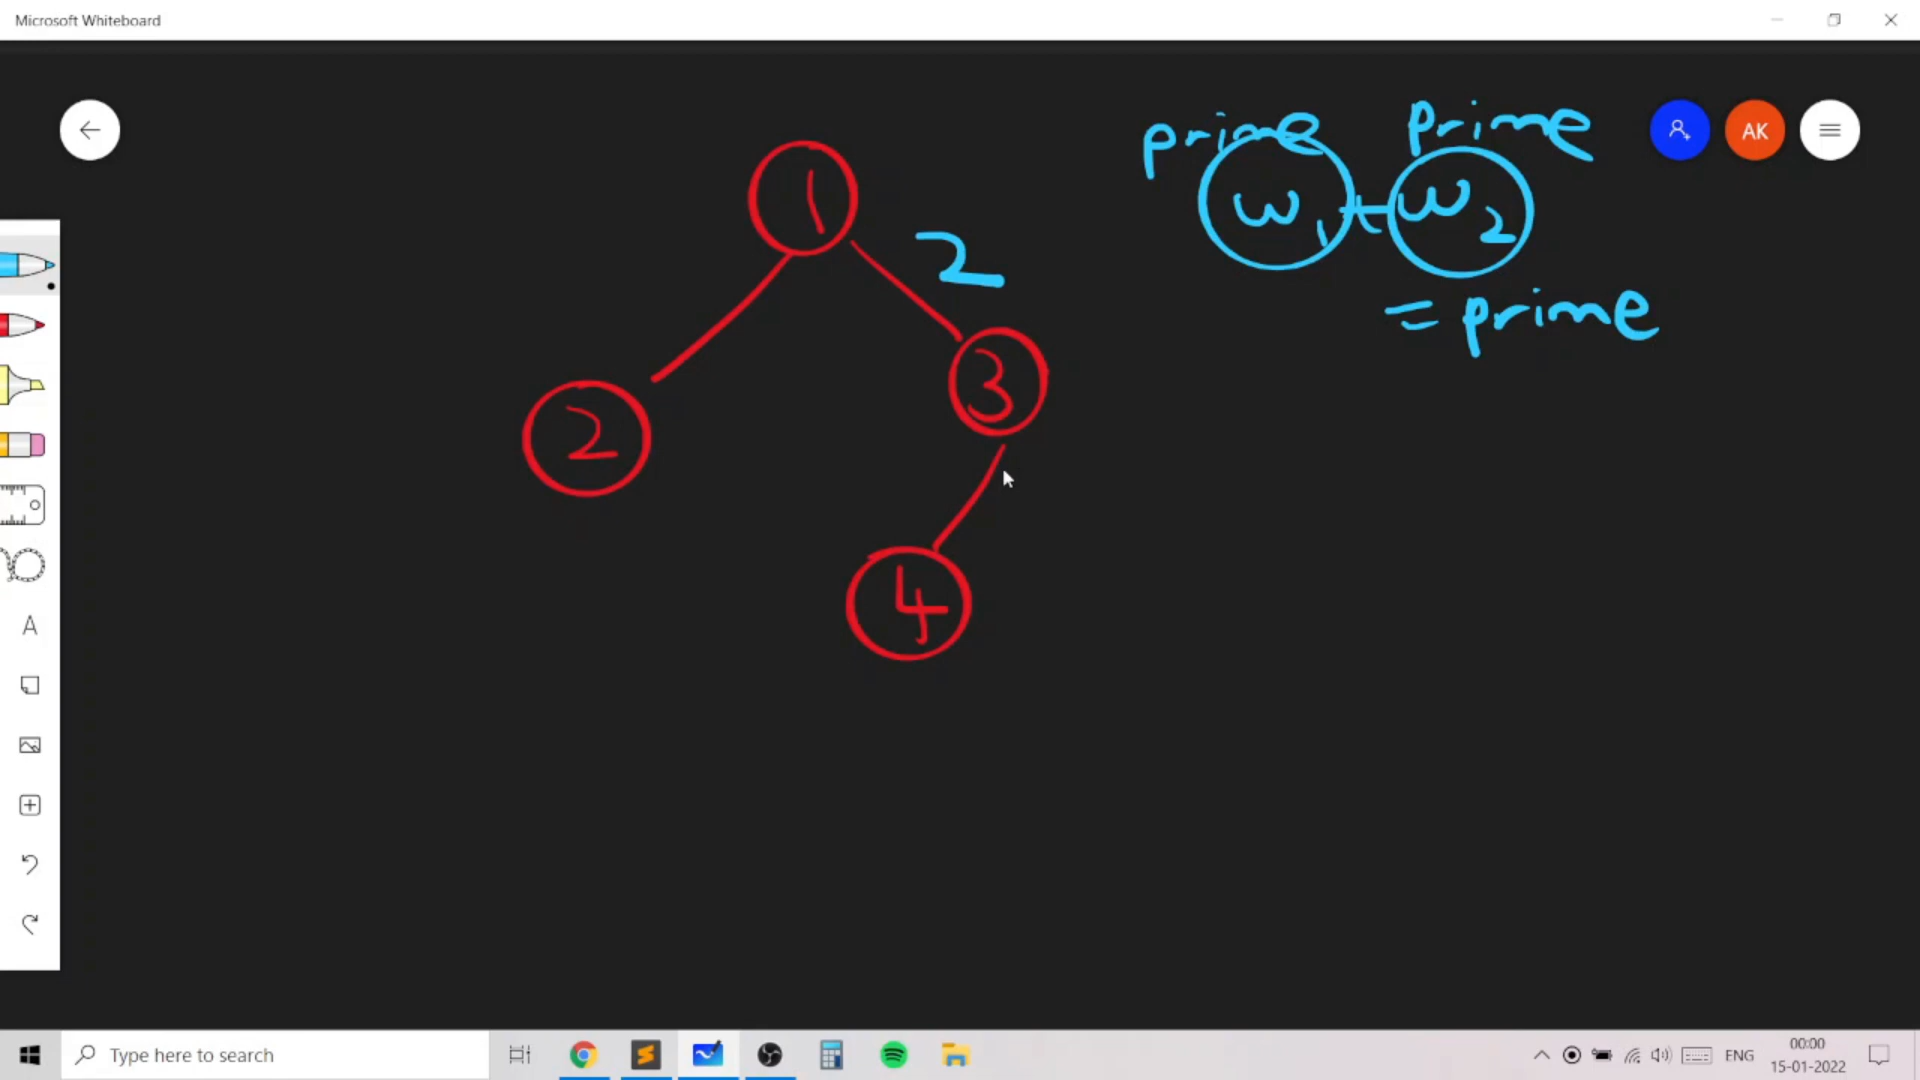 Microsoft Whiteboard
prime prime
w1 + w2
= prime
AK
1
2
3
2
4
A
Type here to search
ENG
00:00
15-01-2022